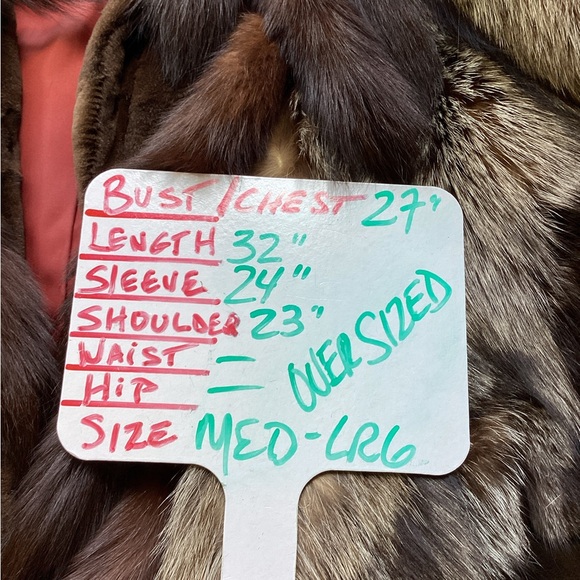 BUST/CHEST 27"
LENGTH 32"
SLEEVE 24"
SHOULDER 23"
WAIST –
HIP –
OVERSIZED
SIZE MED-LRG